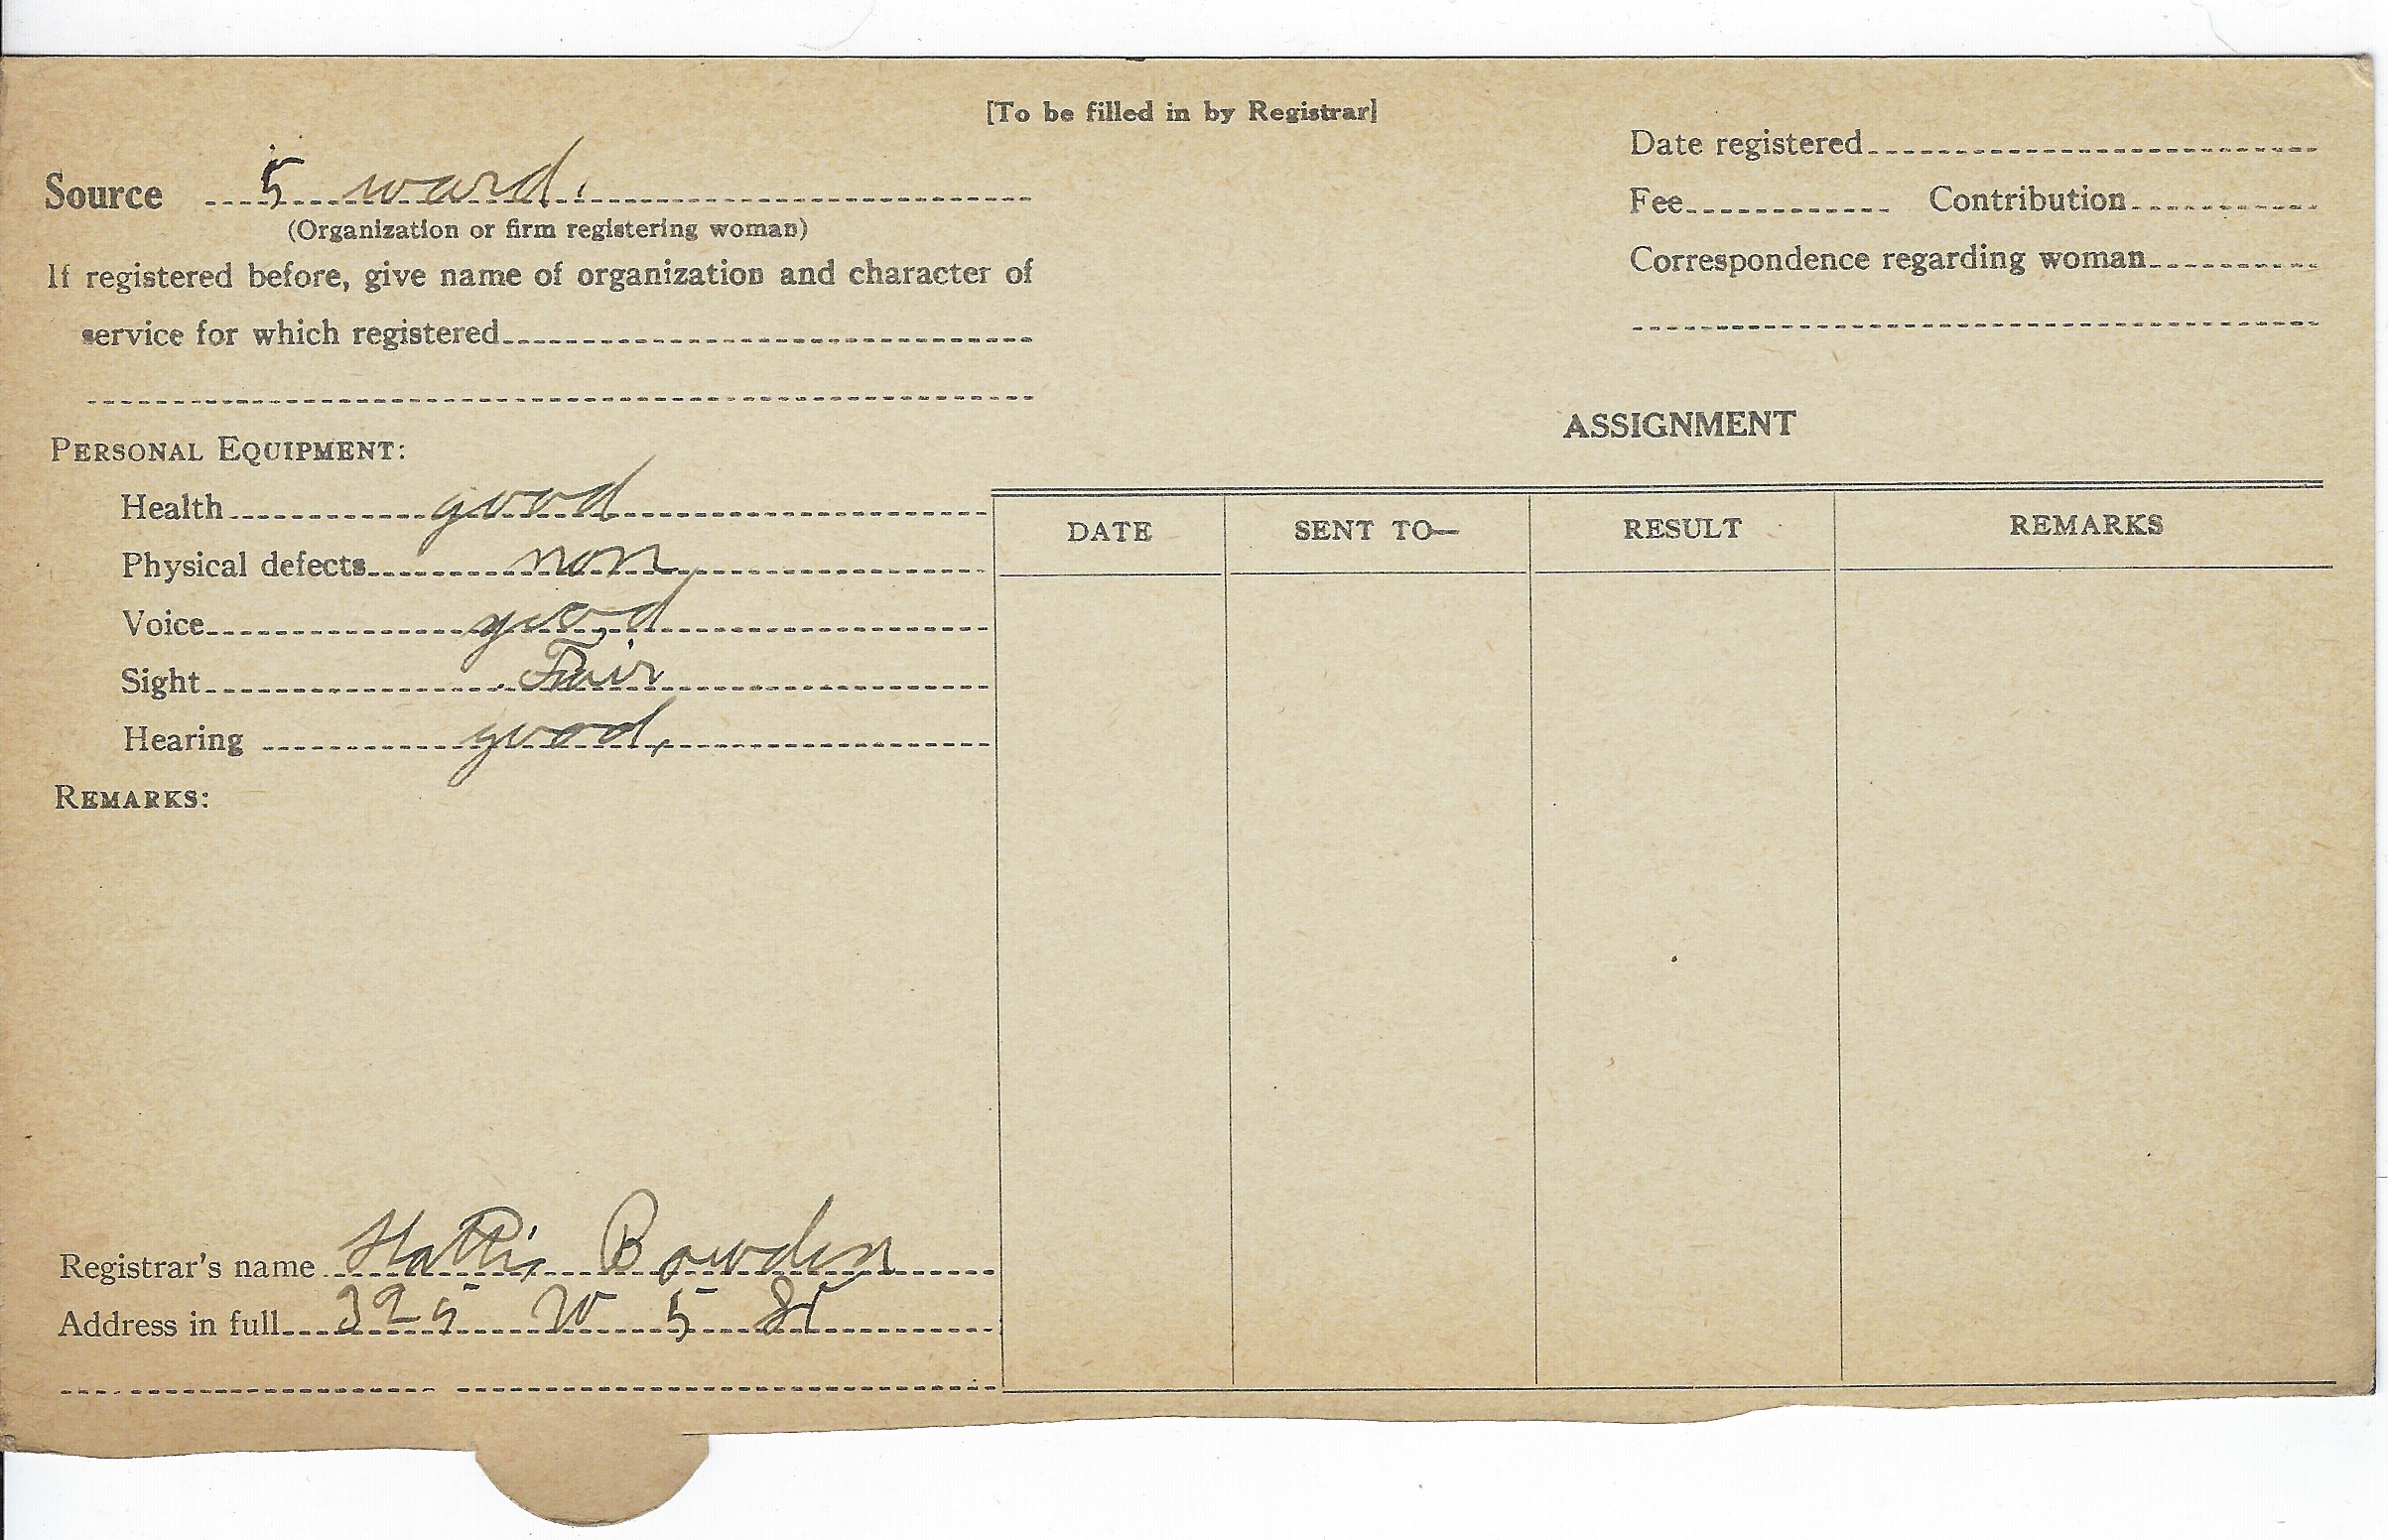 [To be filled in by Registrar]
Source 5 ward.
(Organization or firm registering woman)
If registered before, give name of organization and character of
service for which registered
Date registered
Fee Contribution
Correspondence regarding woman
PERSONAL EQUIPMENT:
Health good
Physical defects non
Voice good
Sight Fair
Hearing good.
REMARKS:
Registrar's name Hattie Bowden
Address in full 325 W 5 St
ASSIGNMENT
DATE SENT TO— RESULT REMARKS